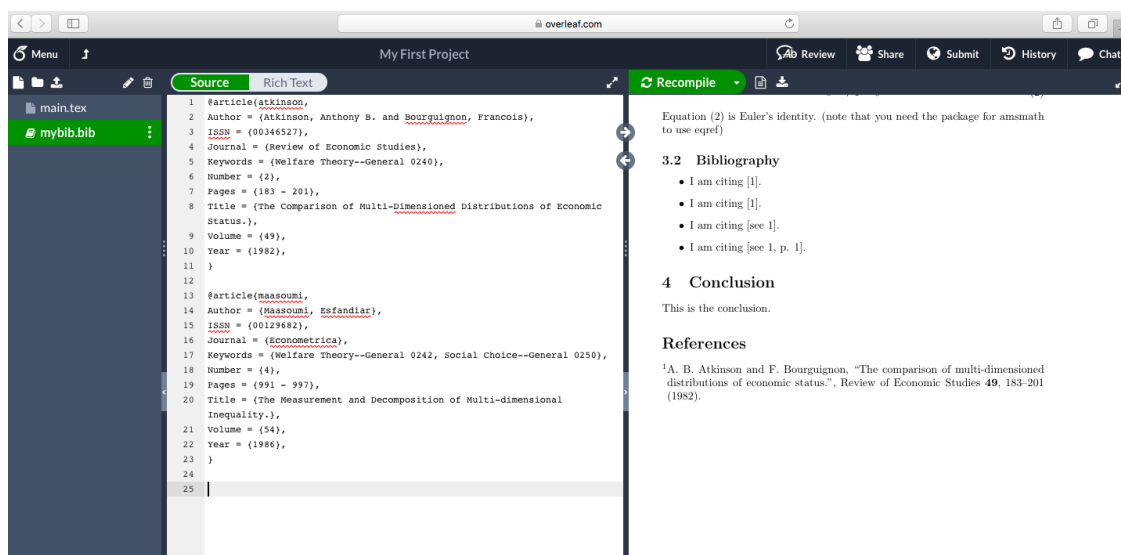 overleaf.com
Menu
My First Project
Review
Share
Submit
History
Chat
Source
Rich Text
Recompile
main.tex
mybib.bib
1 @article{atkinson,
2 Author = {Atkinson, Anthony B. and Bourguignon, Francois},
3 ISSN = {00346527},
4 Journal = {Review of Economic Studies},
5 Keywords = {Welfare Theory--General 0240},
6 Number = {2},
7 Pages = {183 - 201},
8 Title = {The Comparison of Multi-Dimensioned Distributions of Economic
Status.},
9 Volume = {49},
10 Year = {1982},
11 }
12
13 @article{maasoumi,
14 Author = {Maasoumi, Esfandiar},
15 ISSN = {00129682},
16 Journal = {Econometrica},
17 Keywords = {Welfare Theory--General 0242, Social Choice--General 0250},
18 Number = {4},
19 Pages = {991 - 997},
20 Title = {The Measurement and Decomposition of Multi-dimensional
Inequality.},
21 Volume = {54},
22 Year = {1986},
23 }
24
25
Equation (2) is Euler's identity. (note that you need the package for amsmath
to use eqref)
3.2 Bibliography
• I am citing [1].
• I am citing [1].
• I am citing [see 1].
• I am citing [see 1, p. 1].
4 Conclusion
This is the conclusion.
References
1A. B. Atkinson and F. Bourguignon, “The comparison of multi-dimensioned
distributions of economic status.”, Review of Economic Studies 49, 183–201
(1982).